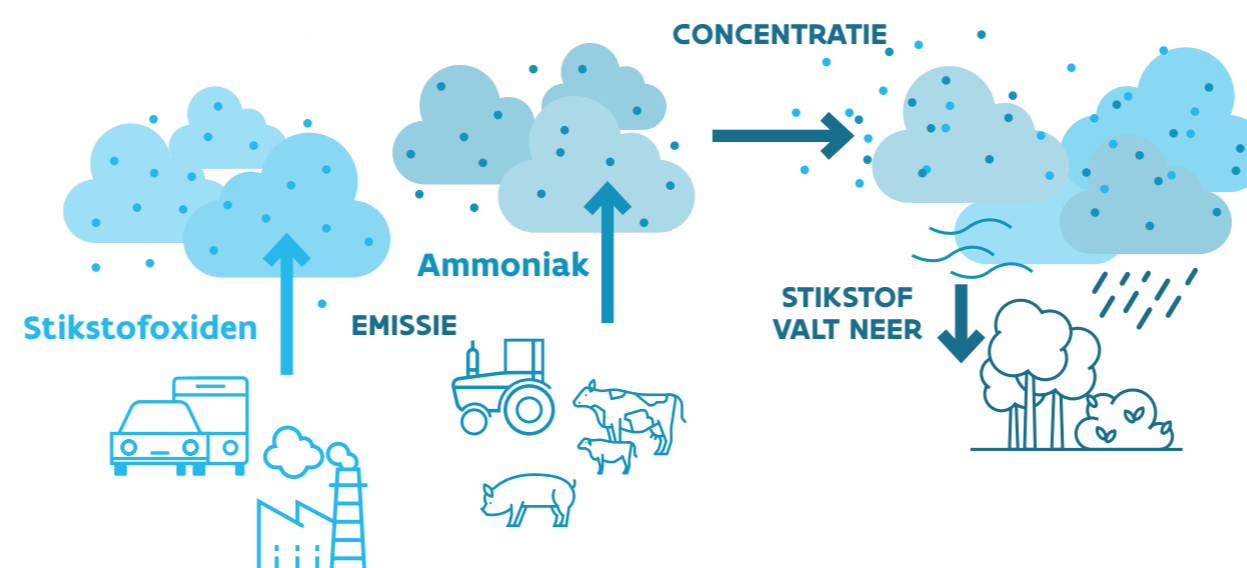 CONCENTRATIE
Ammoniak
Stikstofoxiden
EMISSIE
STIKSTOF
VALT NEER